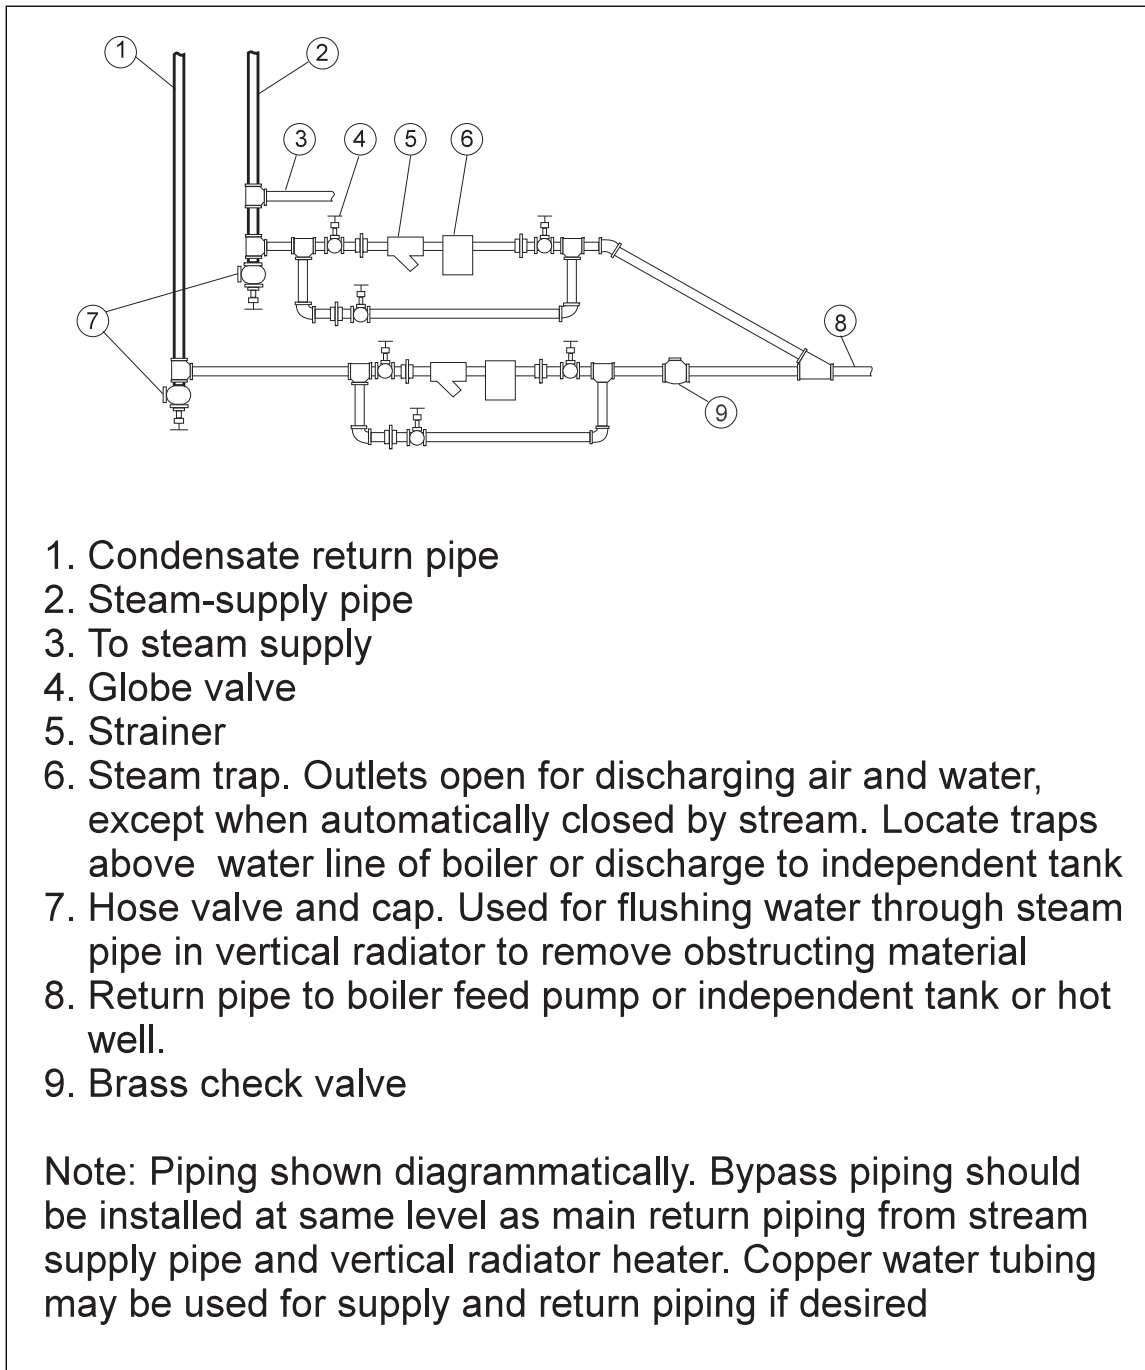 1
2
3
4
5
6
7
8
9
1. Condensate return pipe
2. Steam-supply pipe
3. To steam supply
4. Globe valve
5. Strainer
6. Steam trap. Outlets open for discharging air and water,
except when automatically closed by stream. Locate traps
above water line of boiler or discharge to independent tank
7. Hose valve and cap. Used for flushing water through steam
pipe in vertical radiator to remove obstructing material
8. Return pipe to boiler feed pump or independent tank or hot
well.
9. Brass check valve
Note: Piping shown diagrammatically. Bypass piping should
be installed at same level as main return piping from stream
supply pipe and vertical radiator heater. Copper water tubing
may be used for supply and return piping if desired